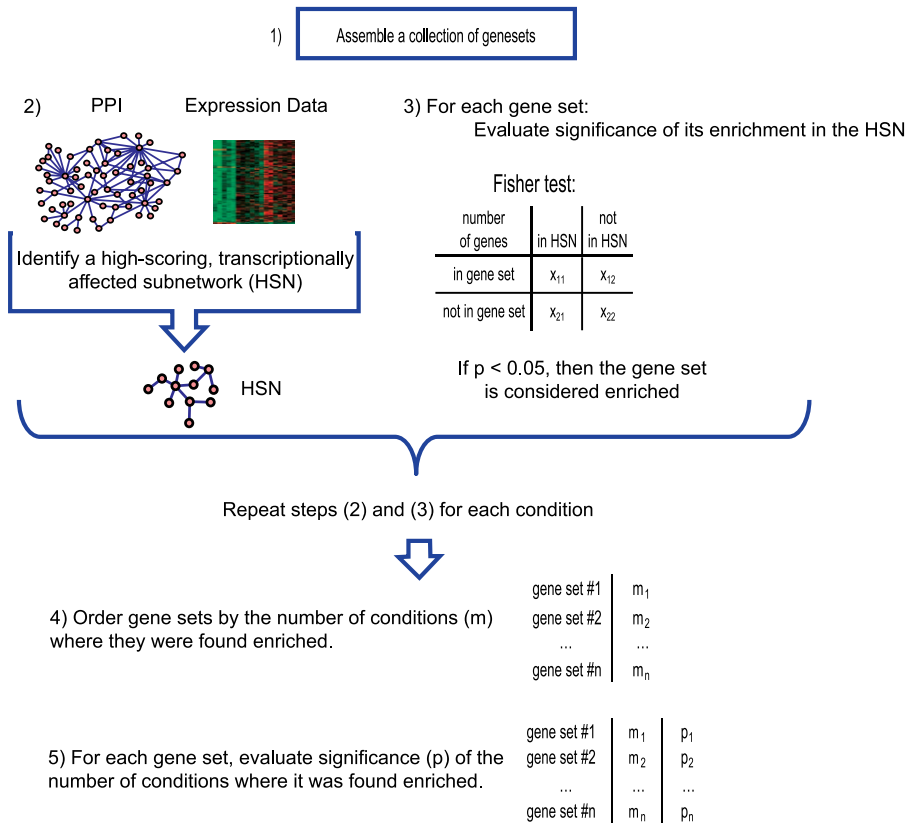 1) Assemble a collection of genesets
2) PPI Expression Data
Identify a high-scoring, transcriptionally
affected subnetwork (HSN)
HSN
3) For each gene set:
Evaluate significance of its enrichment in the HSN
Fisher test:
number of genes | in HSN | not in HSN
in gene set | x11 | x12
not in gene set | x21 | x22
If p < 0.05, then the gene set
is considered enriched
Repeat steps (2) and (3) for each condition
4) Order gene sets by the number of conditions (m)
where they were found enriched.
gene set #1 | m1
gene set #2 | m2
... | ...
gene set #n | mn
5) For each gene set, evaluate significance (p) of the
number of conditions where it was found enriched.
gene set #1 | m1 | p1
gene set #2 | m2 | p2
... | ... | ...
gene set #n | mn | pn